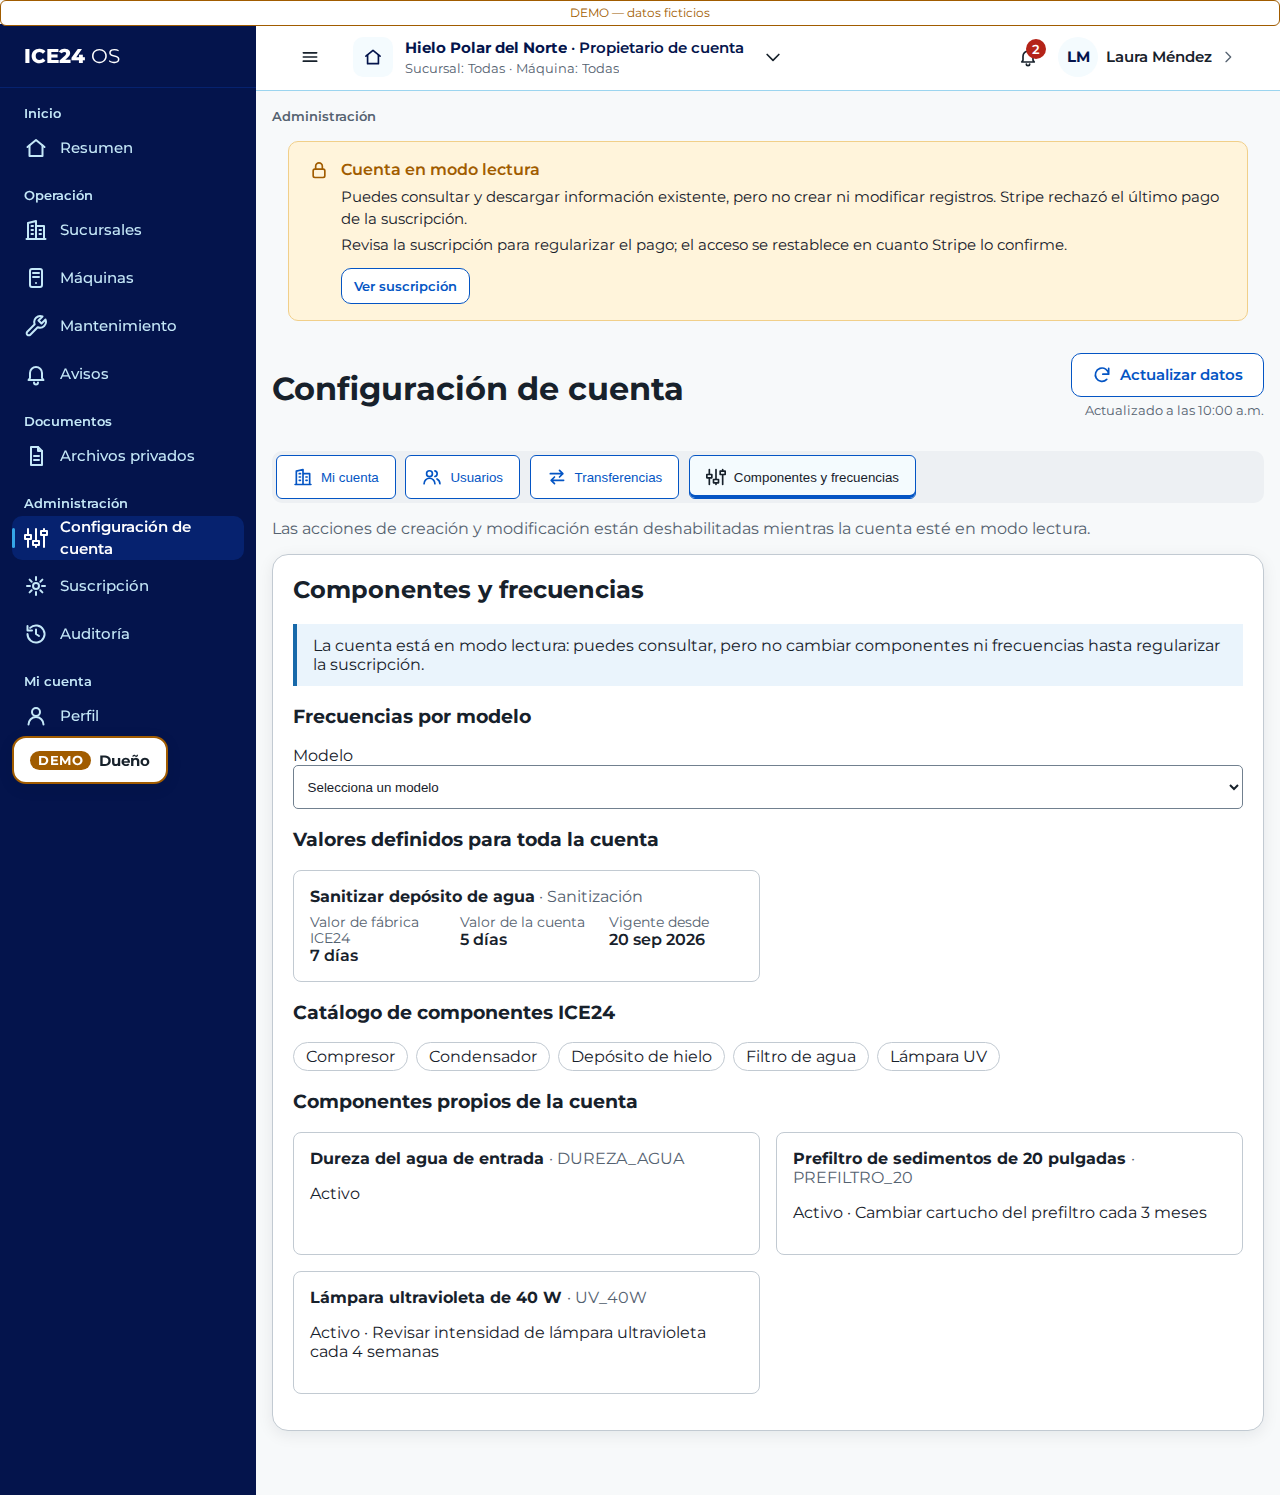 DEMO — datos ficticios
ICE24 OS
Inicio
Resumen
Operación
Sucursales
Máquinas
Mantenimiento
Avisos
Documentos
Archivos privados
Administración
Configuración de
cuenta
Suscripción
Auditoría
Mi cuenta
Perfil
DEMO Dueño
Hielo Polar del Norte · Propietario de cuenta
Sucursal: Todas · Máquina: Todas
2
LM Laura Méndez
Administración
Cuenta en modo lectura
Puedes consultar y descargar información existente, pero no crear ni modificar registros. Stripe rechazó el último pago
de la suscripción.
Revisa la suscripción para regularizar el pago; el acceso se restablece en cuanto Stripe lo confirme.
Ver suscripción
Configuración de cuenta
Actualizar datos
Actualizado a las 10:00 a.m.
Mi cuenta Usuarios Transferencias Componentes y frecuencias
Las acciones de creación y modificación están deshabilitadas mientras la cuenta esté en modo lectura.
Componentes y frecuencias
La cuenta está en modo lectura: puedes consultar, pero no cambiar componentes ni frecuencias hasta regularizar
la suscripción.
Frecuencias por modelo
Modelo
Selecciona un modelo
Valores definidos para toda la cuenta
Sanitizar depósito de agua · Sanitización
Valor de fábrica
ICE24
7 días
Valor de la cuenta
5 días
Vigente desde
20 sep 2026
Catálogo de componentes ICE24
Compresor Condensador Depósito de hielo Filtro de agua Lámpara UV
Componentes propios de la cuenta
Dureza del agua de entrada · DUREZA_AGUA
Activo
Prefiltro de sedimentos de 20 pulgadas ·
PREFILTRO_20
Activo · Cambiar cartucho del prefiltro cada 3 meses
Lámpara ultravioleta de 40 W · UV_40W
Activo · Revisar intensidad de lámpara ultravioleta
cada 4 semanas